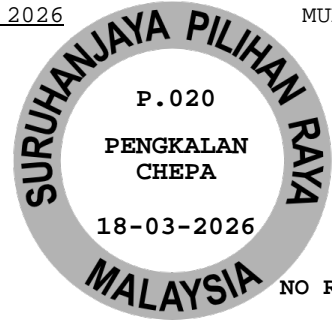 2026
MU
SURUHANJAYA PILIHAN RAYA
P.020
PENGKALAN
CHEPA
18-03-2026
MALAYSIA
NO R